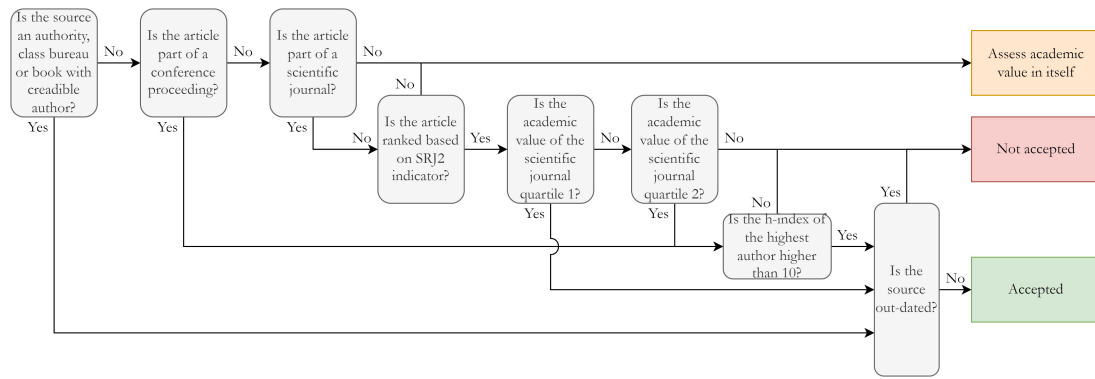 Is the source
an authority,
class bureau
or book with
creadible
author?
No
Yes
Is the article
part of a
conference
proceeding?
No
Yes
Is the article
part of a
scientific
journal?
No
Yes
No
No
Is the article
ranked based
on SRJ2
indicator?
Yes
Is the
academic
value of the
scientific
journal
quartile 1?
No
Yes
Is the
academic
value of the
scientific
journal
quartile 2?
No
Yes
No
Is the h-index of
the highest
author higher
than 10?
Yes
Yes
Is the
source
out-dated?
No
Assess academic
value in itself
Not accepted
Accepted